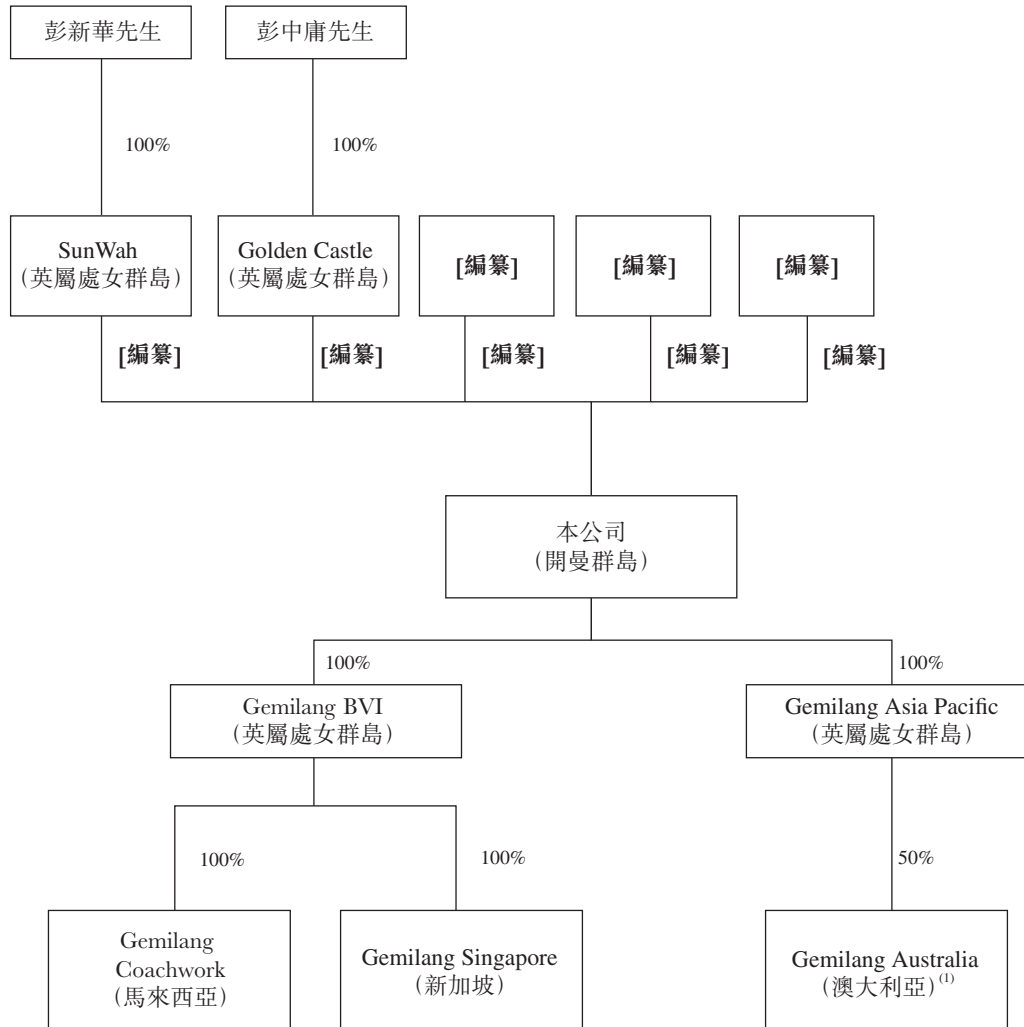 彭新華先生
彭中庸先生
100%
100%
SunWah
（英屬處女群島）
Golden Castle
（英屬處女群島）
[編纂]
[編纂]
[編纂]
[編纂]
[編纂]
[編纂]
[編纂]
[編纂]
本公司
（開曼群島）
100%
100%
Gemilang BVI
（英屬處女群島）
Gemilang Asia Pacific
（英屬處女群島）
100%
100%
50%
Gemilang
Coachwork
（馬來西亞）
Gemilang Singapore
（新加坡）
Gemilang Australia
（澳大利亞）(1)